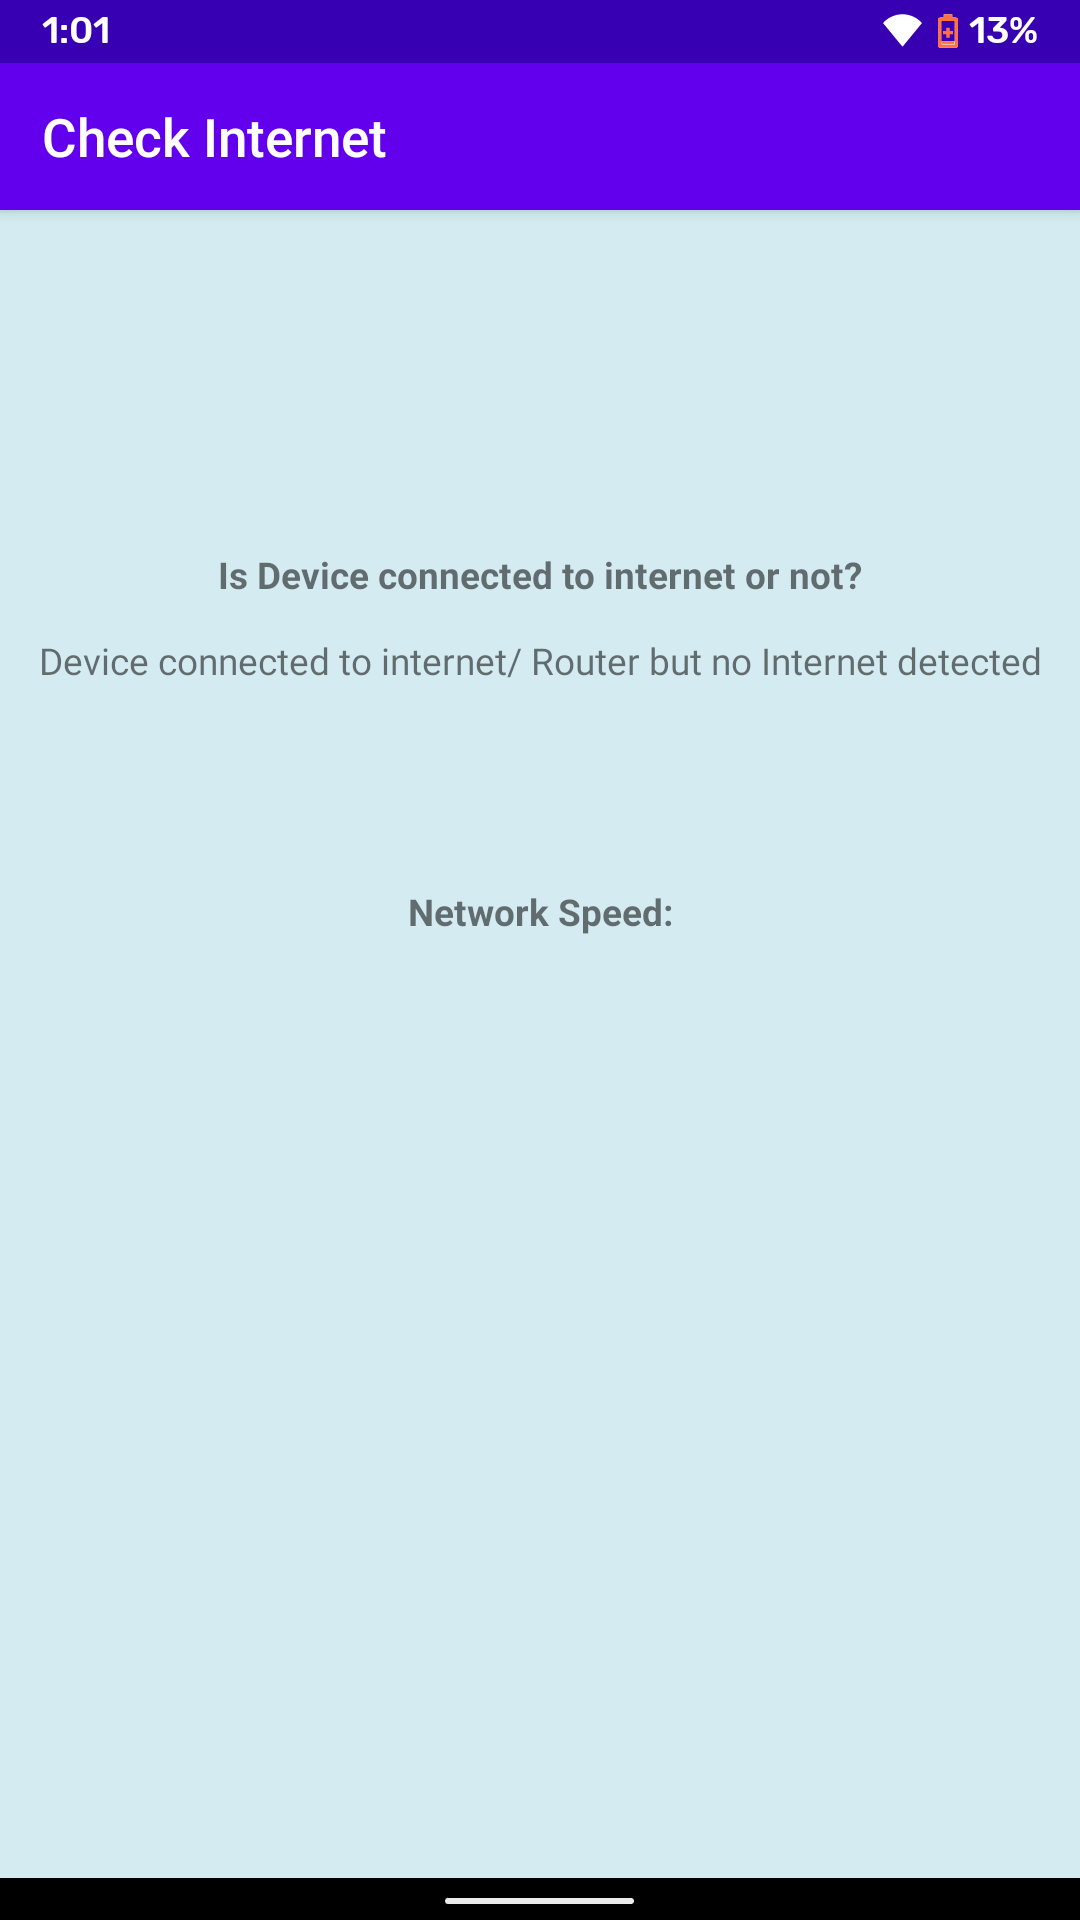 1:01
13%
Check Internet
Is Device connected to internet or not?
Device connected to internet/ Router but no Internet detected
Network Speed: